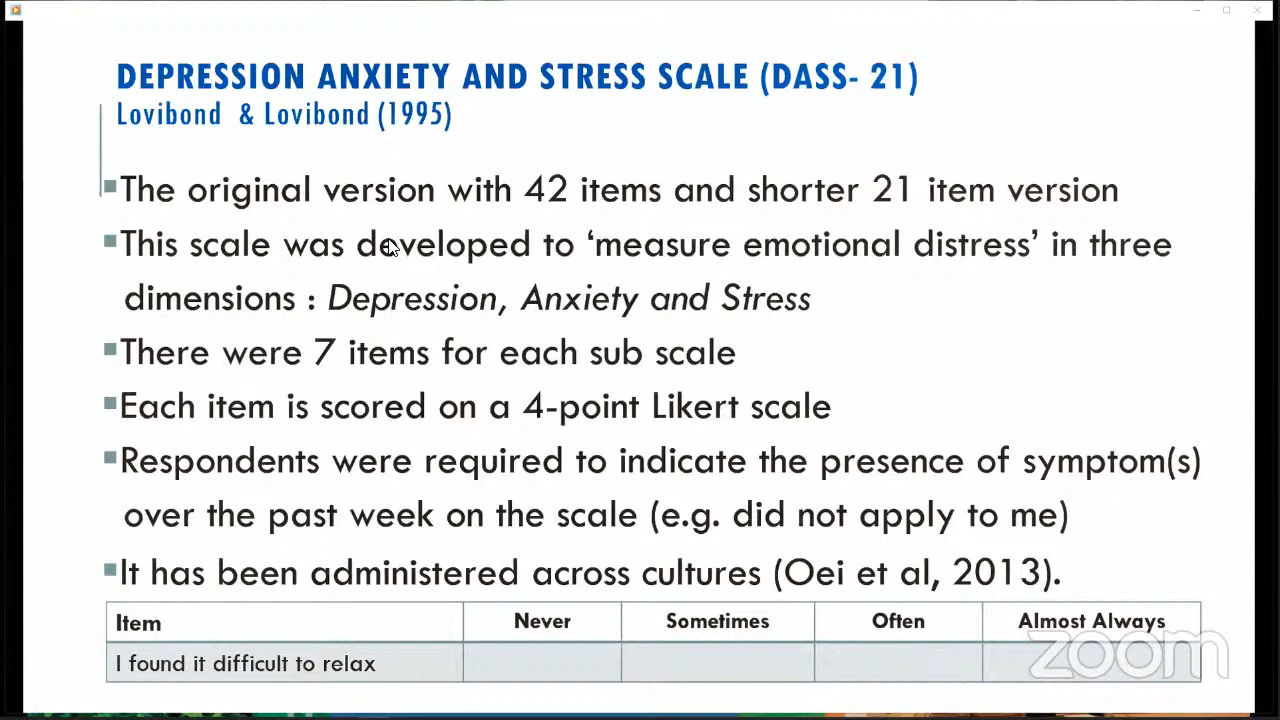 DEPRESSION ANXIETY AND STRESS SCALE (DASS- 21)
Lovibond & Lovibond (1995)
▪The original version with 42 items and shorter 21 item version
▪This scale was developed to ‘measure emotional distress’ in three
dimensions : Depression, Anxiety and Stress
▪There were 7 items for each sub scale
▪Each item is scored on a 4-point Likert scale
▪Respondents were required to indicate the presence of symptom(s)
over the past week on the scale (e.g. did not apply to me)
▪It has been administered across cultures (Oei et al, 2013).
Item Never Sometimes Often Almost Always
I found it difficult to relax
zoom